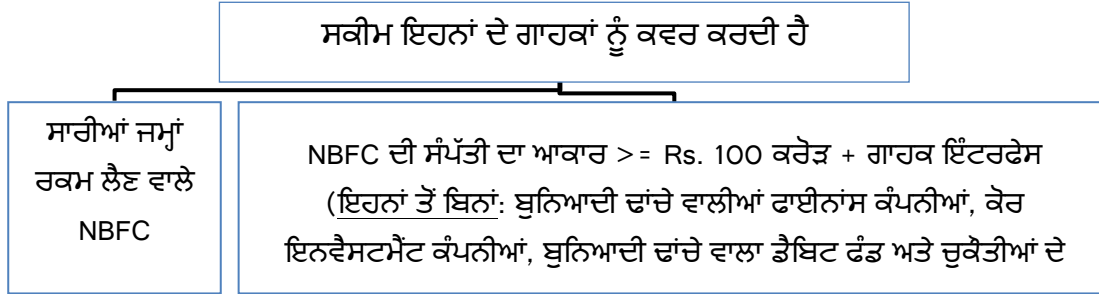 ਸਕੀਮ ਇਹਨਾਂ ਦੇ ਗਾਹਕਾਂ ਨੂੰ ਕਵਰ ਕਰਦੀ ਹੈ
ਸਾਰੀਆਂ ਜਮ੍ਹਾਂ
ਰਕਮ ਲੈਣ ਵਾਲੇ
NBFC
NBFC ਦੀ ਸੰਪੱਤੀ ਦਾ ਆਕਾਰ >= Rs. 100 ਕਰੋੜ + ਗਾਹਕ ਇੰਟਰਫੇਸ
(ਇਹਨਾਂ ਤੋਂ ਬਿਨਾਂ: ਬੁਨਿਆਦੀ ਢਾਂਚੇ ਵਾਲੀਆਂ ਫਾਈਨਾਂਸ ਕੰਪਨੀਆਂ, ਕੋਰ
ਇਨਵੈਸਟਮੈਂਟ ਕੰਪਨੀਆਂ, ਬੁਨਿਆਦੀ ਢਾਂਚੇ ਵਾਲਾ ਡੈਬਿਟ ਫੰਡ ਅਤੇ ਚੁਕੋਤੀਆਂ ਦੇ